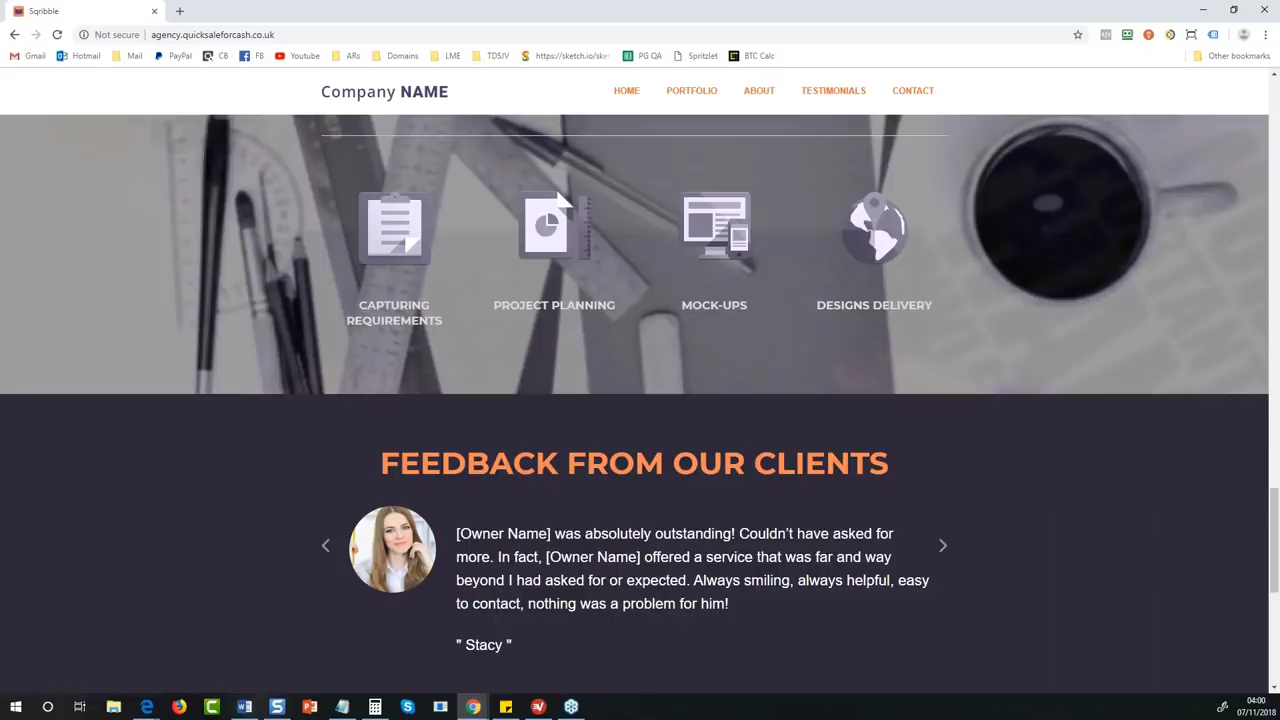 Sqribble
Not secure | agency.quicksaleforcash.co.uk
Gmail Hotmail Mail PayPal CB FB Youtube ARs Domains LME TDSJV https://sketch.io/ske PG QA Spritzlet BTC Calc Other bookmarks
Company NAME HOME PORTFOLIO ABOUT TESTIMONIALS CONTACT
CAPTURING PROJECT PLANNING MOCK-UPS DESIGNS DELIVERY
REQUIREMENTS
FEEDBACK FROM OUR CLIENTS
[Owner Name] was absolutely outstanding! Couldn't have asked for
more. In fact, [Owner Name] offered a service that was far and way
beyond I had asked for or expected. Always smiling, always helpful, easy
to contact, nothing was a problem for him!
" Stacy "
04:00
07/11/2018